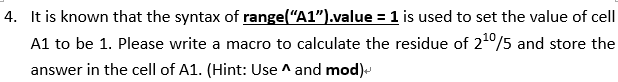 4. It is known that the syntax of range(“A1”).value = 1 is used to set the value of cell
A1 to be 1. Please write a macro to calculate the residue of 2¹⁰/5 and store the
answer in the cell of A1. (Hint: Use ^ and mod)↵